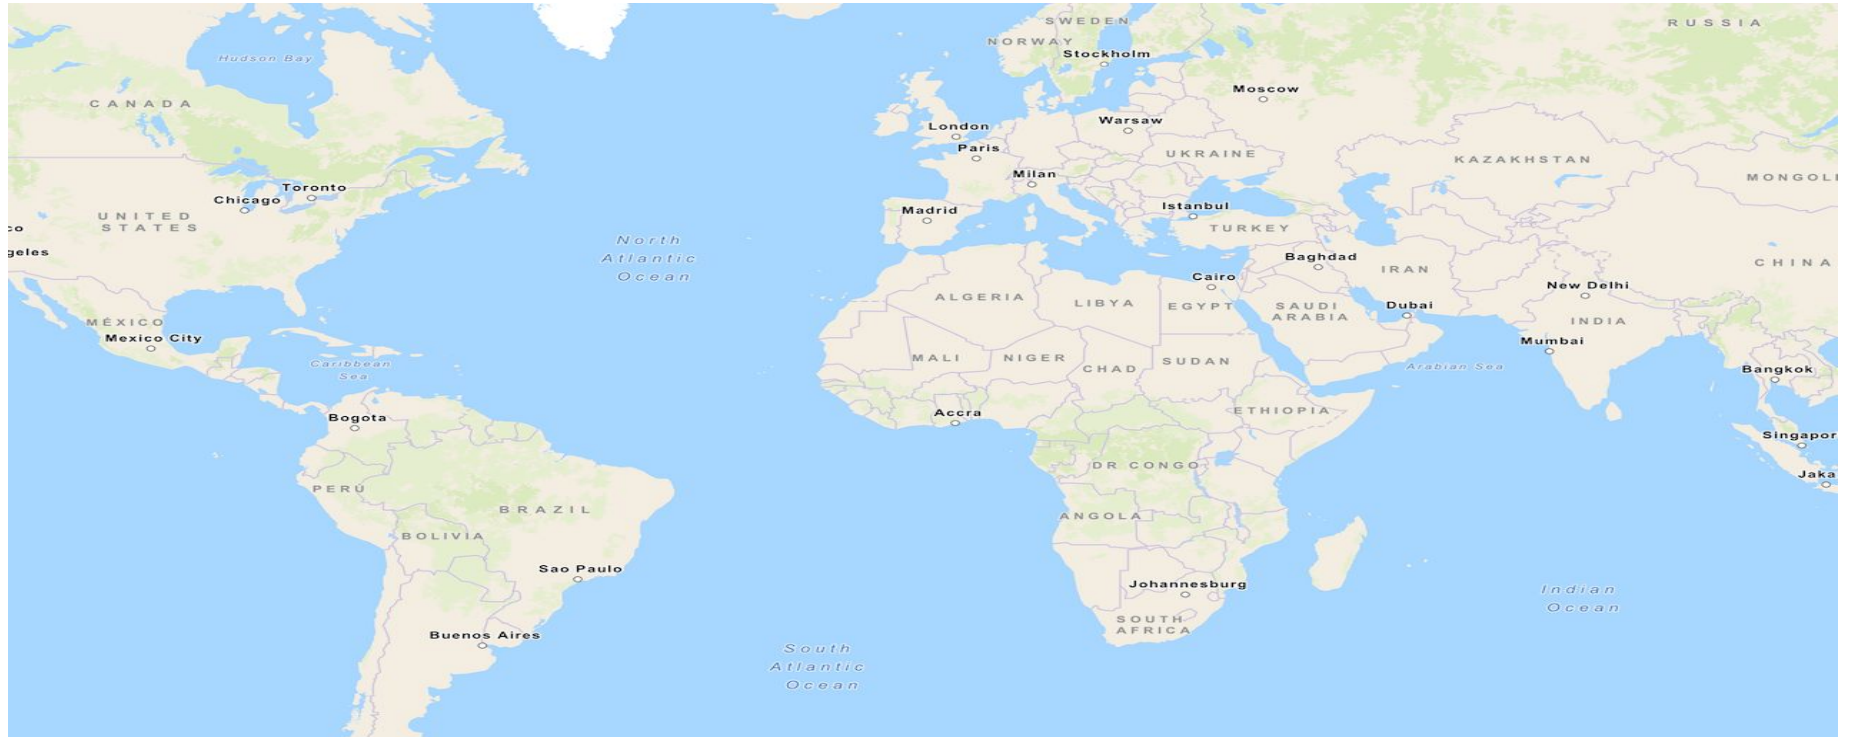 SWEDEN
RUSSIA
NORWAY
Stockholm
Hudson Bay
Moscow
CANADA
Warsaw
London
Paris
UKRAINE
KAZAKHSTAN
Milan
MONGOLI
Toronto
Chicago
Istanbul
Madrid
UNITED
STATES
co
TURKEY
North
Atlantic
Ocean
geles
Baghdad
IRAN
CHINA
Cairo
New Delhi
ALGERIA
LIBYA
EGYPT
SAUDI
ARABIA
Dubai
MÉXICO
INDIA
Mexico City
Mumbai
MALI
NIGER
CHAD
SUDAN
Caribbean
Sea
Arabian Sea
Bangkok
Bogota
Accra
ETHIOPIA
Singapor
DR CONGO
Jaka
PERÚ
BRAZIL
ANGOLA
BOLIVIA
Sao Paulo
Johannesburg
Indian
Ocean
SOUTH
AFRICA
Buenos Aires
South
Atlantic
Ocean